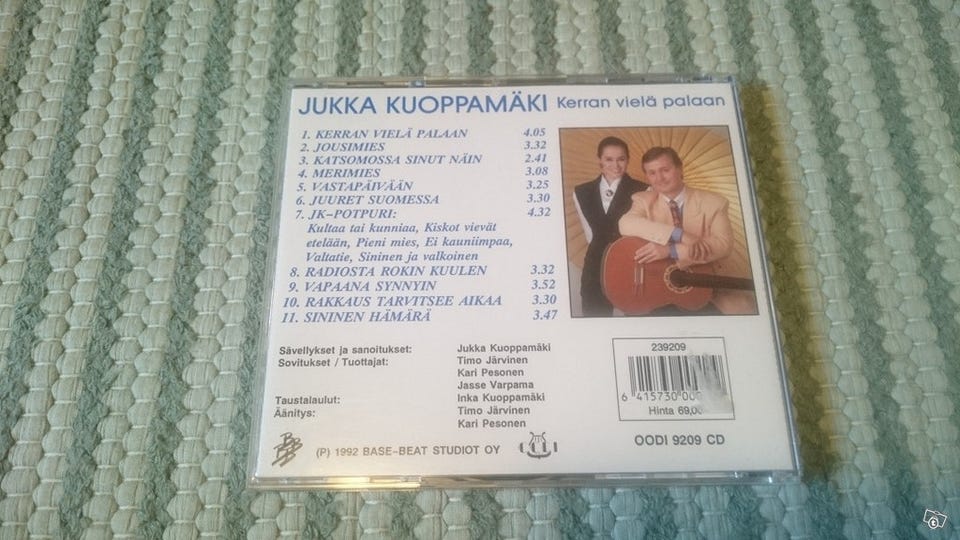 JUKKA KUOPPAMÄKI Kerran vielä palaan
1. KERRAN VIELÄ PALAAN 4.05
2. JOUSIMIES 3.32
3. KATSOMOSSA SINUT NÄIN 2.41
4. MERIMIES 3.08
5. VASTAPÄIVÄÄN 3.25
6. JUURET SUOMESSA 3.30
7. JK-POTPURI: 4.32
Kultaa tai kunniaa, Kiskot vievät
etelään, Pieni mies, Ei kauniimpaa,
Valtatie, Sininen ja valkoinen
8. RADIOSTA ROKIN KUULEN 3.32
9. VAPAANA SYNNYIN 3.52
10. RAKKAUS TARVITSEE AIKAA 3.30
11. SININEN HÄMÄRÄ 3.47
Sävellykset ja sanoitukset: Jukka Kuoppamäki
Sovitukset / Tuottajat: Timo Järvinen
Kari Pesonen
Jasse Varpama
Taustalaulut: Inka Kuoppamäki
Äänitys: Timo Järvinen
Kari Pesonen
(P) 1992 BASE-BEAT STUDIOT OY
239209
6 415730 000
Hinta 69,00
OODI 9209 CD